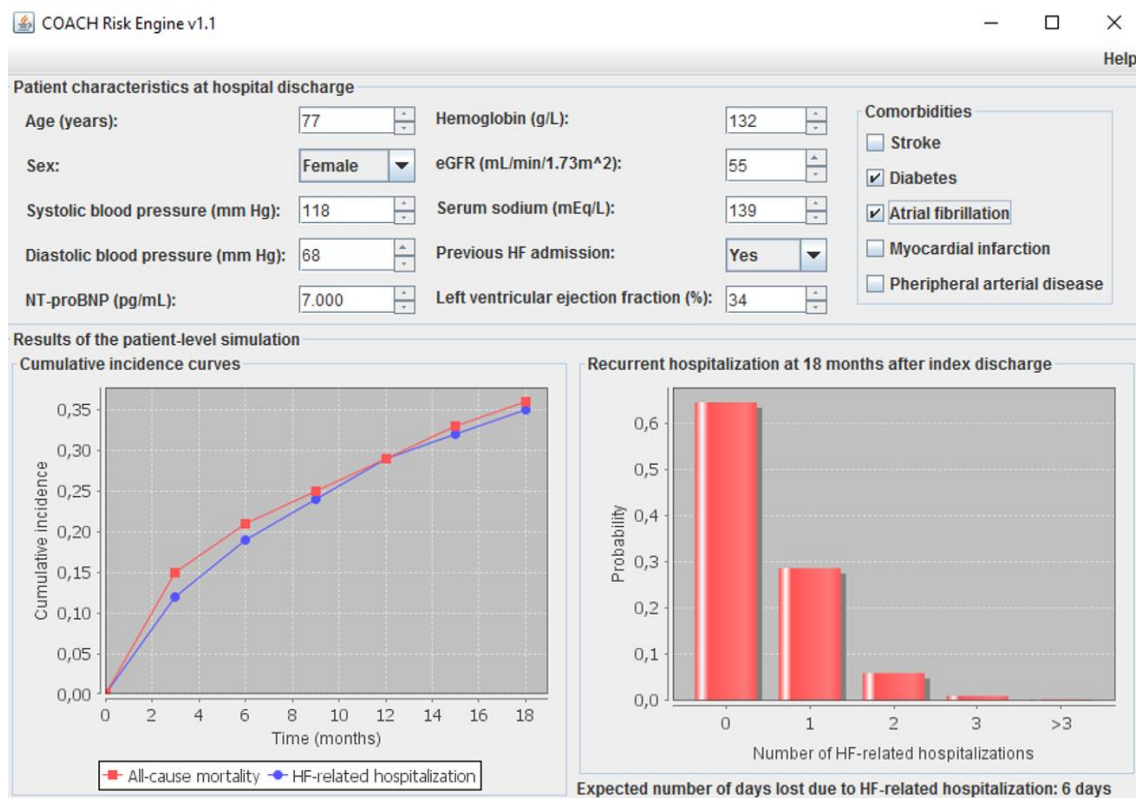 COACH Risk Engine v1.1
Help
Patient characteristics at hospital discharge
Age (years): 77
Sex: Female
Systolic blood pressure (mm Hg): 118
Diastolic blood pressure (mm Hg): 68
NT-proBNP (pg/mL): 7.000
Hemoglobin (g/L): 132
eGFR (mL/min/1.73m^2): 55
Serum sodium (mEq/L): 139
Previous HF admission: Yes
Left ventricular ejection fraction (%): 34
Comorbidities
Stroke
Diabetes
Atrial fibrillation
Myocardial infarction
Pheripheral arterial disease
Results of the patient-level simulation
Cumulative incidence curves
Cumulative incidence
0,35
0,30
0,25
0,20
0,15
0,10
0,05
0,00
0 2 4 6 8 10 12 14 16 18
Time (months)
All-cause mortality HF-related hospitalization
Recurrent hospitalization at 18 months after index discharge
Probability
0,6
0,5
0,4
0,3
0,2
0,1
0,0
0 1 2 3 >3
Number of HF-related hospitalizations
Expected number of days lost due to HF-related hospitalization: 6 days